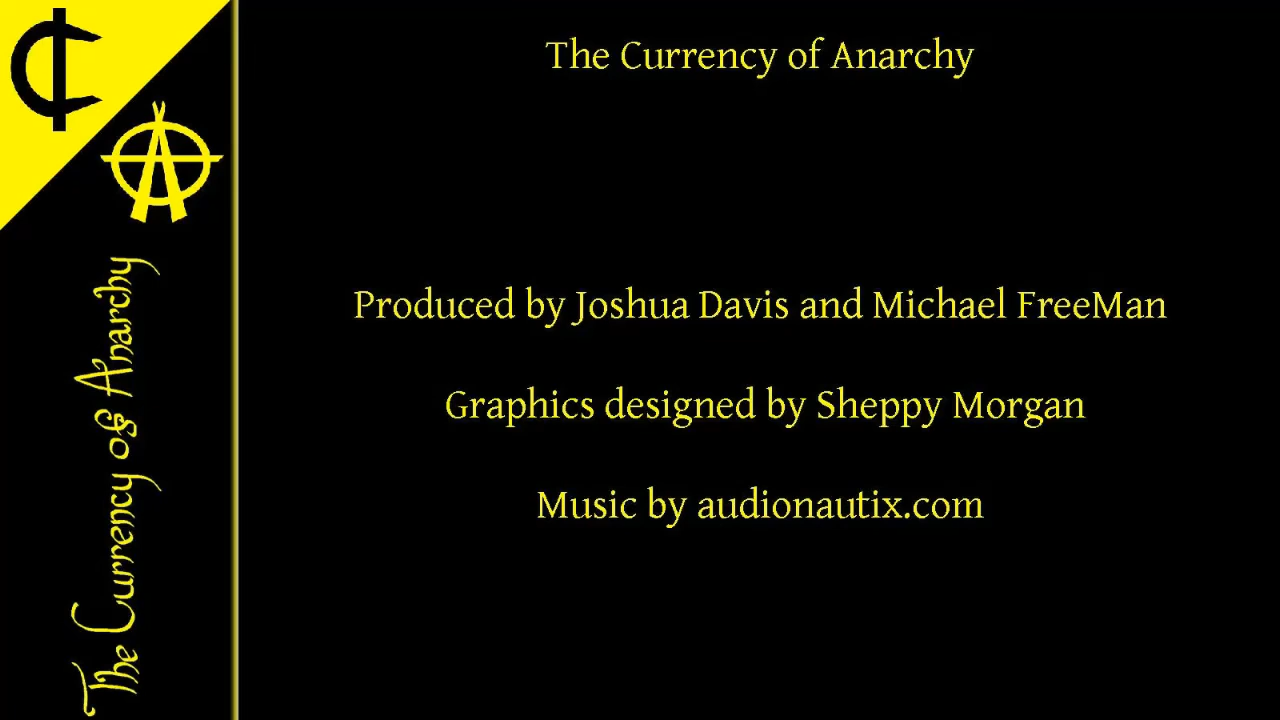 The Currency of Anarchy
Produced by Joshua Davis and Michael FreeMan
Graphics designed by Sheppy Morgan
Music by audionautix.com
The Currency of Anarchy